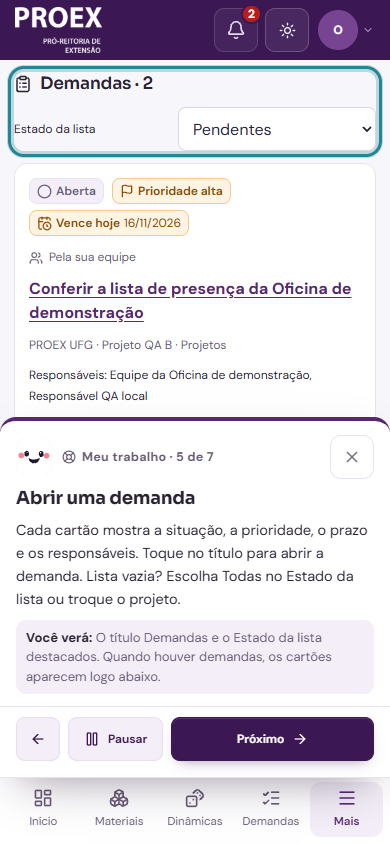 PROEX
PRÓ-REITORIA DE
EXTENSÃO
2
O
Demandas · 2
Estado da lista
Pendentes
Aberta
Prioridade alta
Vence hoje 16/11/2026
Pela sua equipe
Conferir a lista de presença da Oficina de
demonstração
PROEX UFG · Projeto QA B · Projetos
Responsáveis: Equipe da Oficina de demonstração,
Responsável QA local
Meu trabalho · 5 de 7
Abrir uma demanda
Cada cartão mostra a situação, a prioridade, o prazo
e os responsáveis. Toque no título para abrir a
demanda. Lista vazia? Escolha Todas no Estado da
lista ou troque o projeto.
Você verá: O título Demandas e o Estado da lista
destacados. Quando houver demandas, os cartões
aparecem logo abaixo.
Pausar
Próximo
Início
Materiais
Dinâmicas
Demandas
Mais